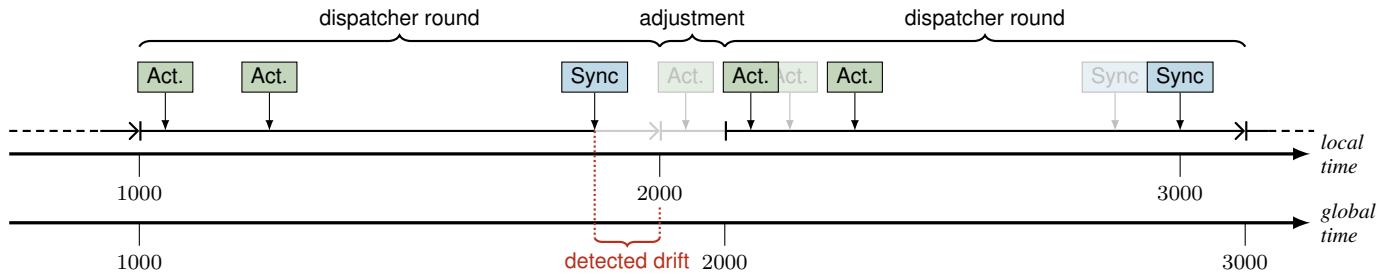 dispatcher round adjustment dispatcher round
Act. Act. Sync Act. Act. Act. Act. Sync Sync
local
time
1000 2000 3000
global
time
detected drift
1000 2000 3000